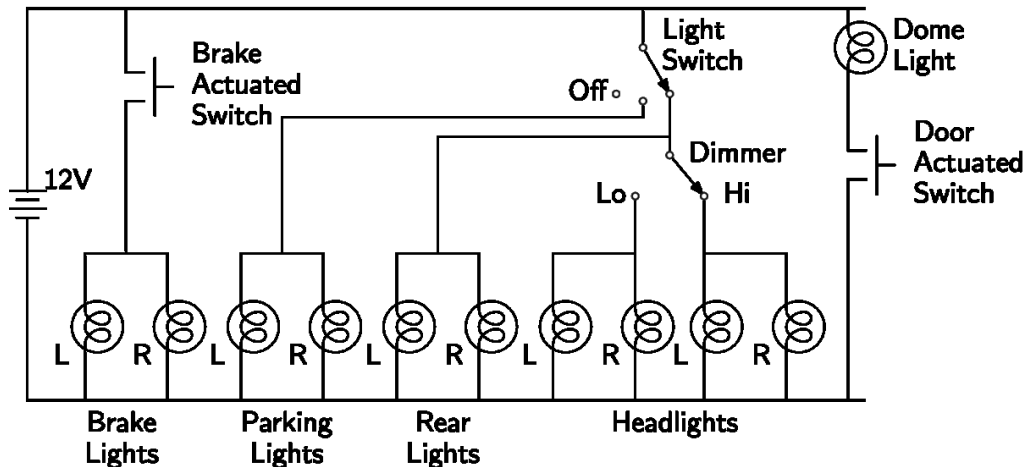 Brake
Actuated
Switch
Light
Switch
Dome
Light
Off
Door
Actuated
Switch
Dimmer
12V
Lo
Hi
L
R
L
R
L
R
L
R
L
R
Brake
Lights
Parking
Lights
Rear
Lights
Headlights